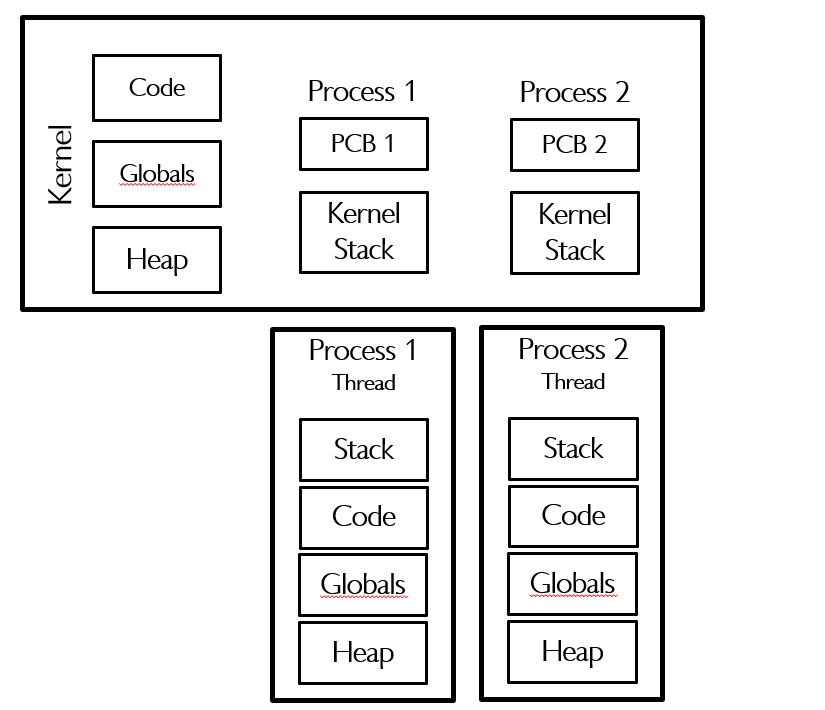 Kernel
Code
Globals
Heap
Process 1
PCB 1
Kernel
Stack
Process 2
PCB 2
Kernel
Stack
Process 1
Thread
Stack
Code
Globals
Heap
Process 2
Thread
Stack
Code
Globals
Heap